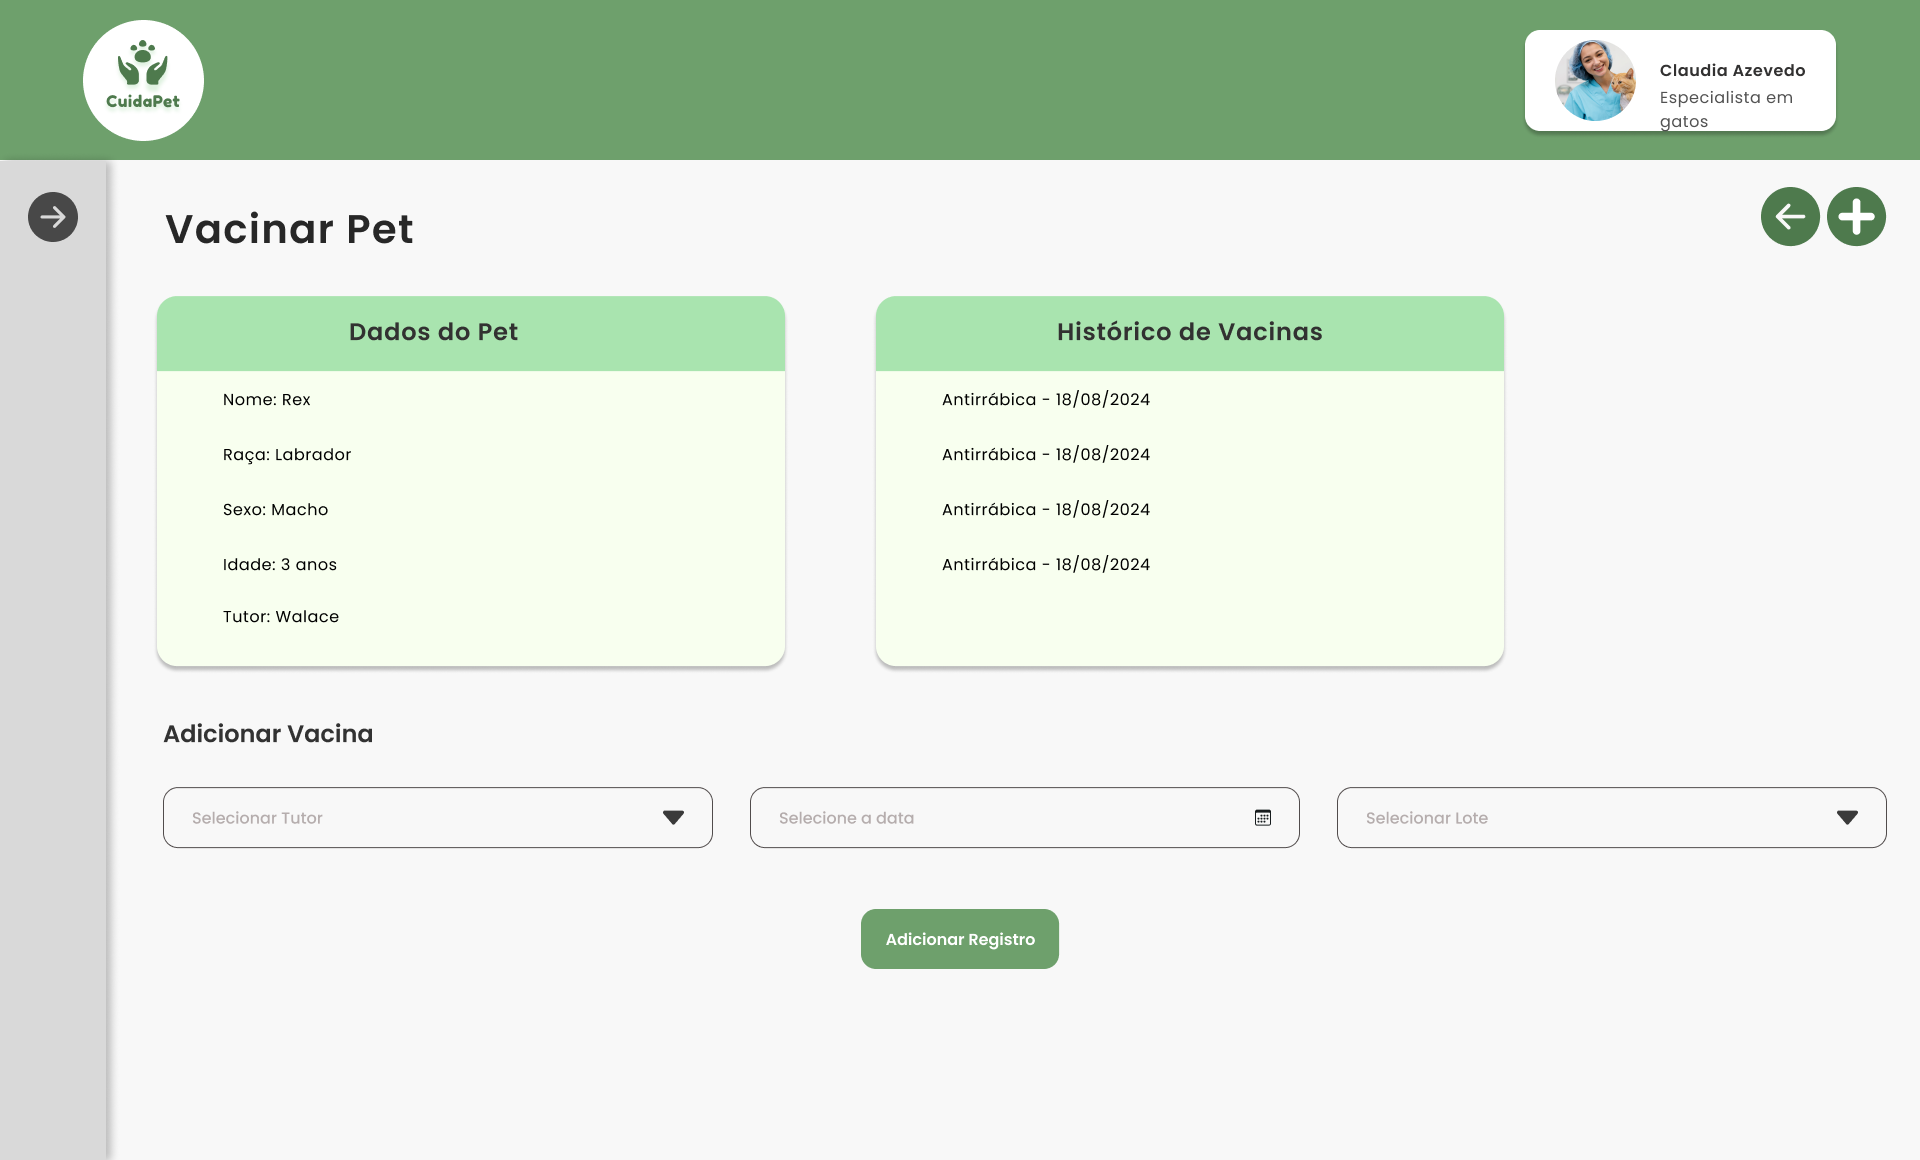 CuidaPet
Claudia Azevedo
Especialista em
gatos
Vacinar Pet
Dados do Pet
Nome: Rex
Raça: Labrador
Sexo: Macho
Idade: 3 anos
Tutor: Walace
Histórico de Vacinas
Antirrábica - 18/08/2024
Antirrábica - 18/08/2024
Antirrábica - 18/08/2024
Antirrábica - 18/08/2024
Adicionar Vacina
Selecionar Tutor
Selecione a data
Selecionar Lote
Adicionar Registro